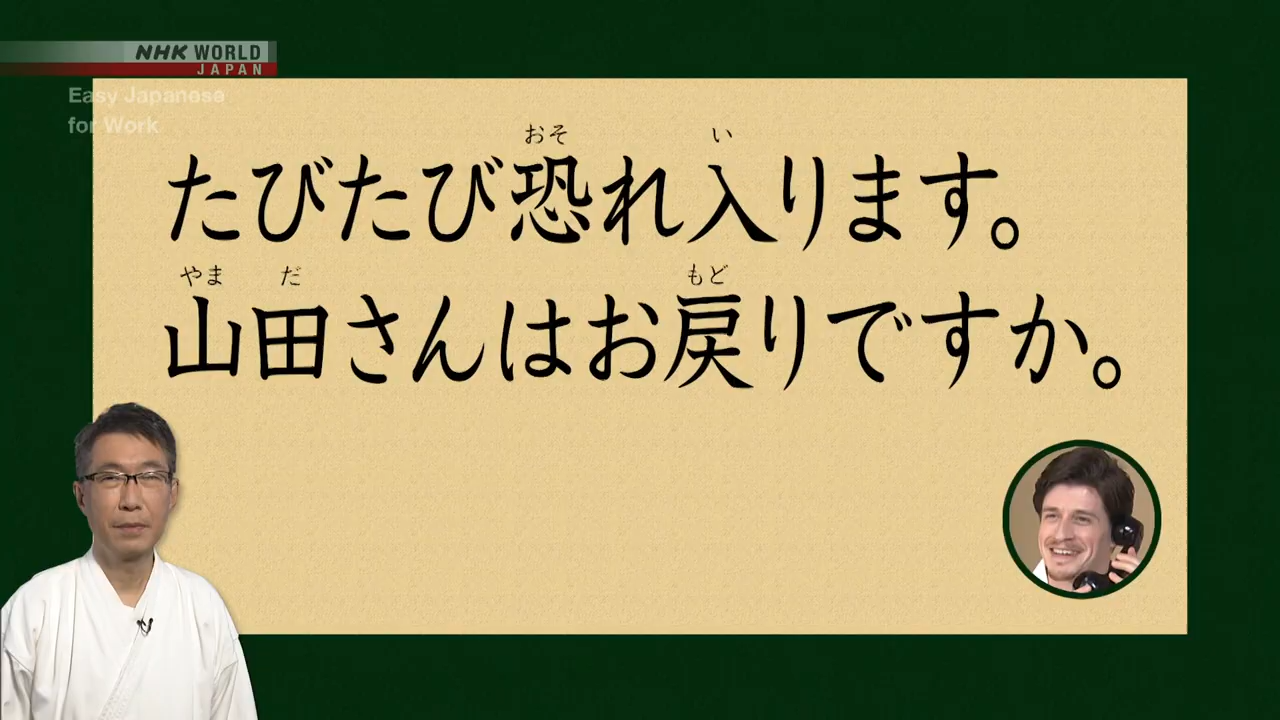 NHK WORLD
JAPAN
Easy Japanese
for Work
おそ い
たびたび恐れ入ります。
やま だ もど
山田さんはお戻りですか。